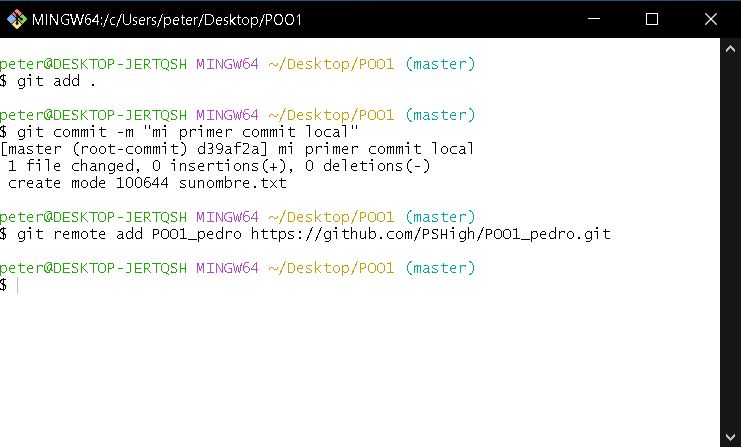 MINGW64:/c/Users/peter/Desktop/POO1
peter@DESKTOP-JERTQSH MINGW64 ~/Desktop/POO1 (master)
$ git add .
peter@DESKTOP-JERTQSH MINGW64 ~/Desktop/POO1 (master)
$ git commit -m "mi primer commit local"
[master (root-commit) d39af2a] mi primer commit local
 1 file changed, 0 insertions(+), 0 deletions(-)
 create mode 100644 sunombre.txt
peter@DESKTOP-JERTQSH MINGW64 ~/Desktop/POO1 (master)
$ git remote add POO1_pedro https://github.com/PSHigh/POO1_pedro.git
peter@DESKTOP-JERTQSH MINGW64 ~/Desktop/POO1 (master)
$